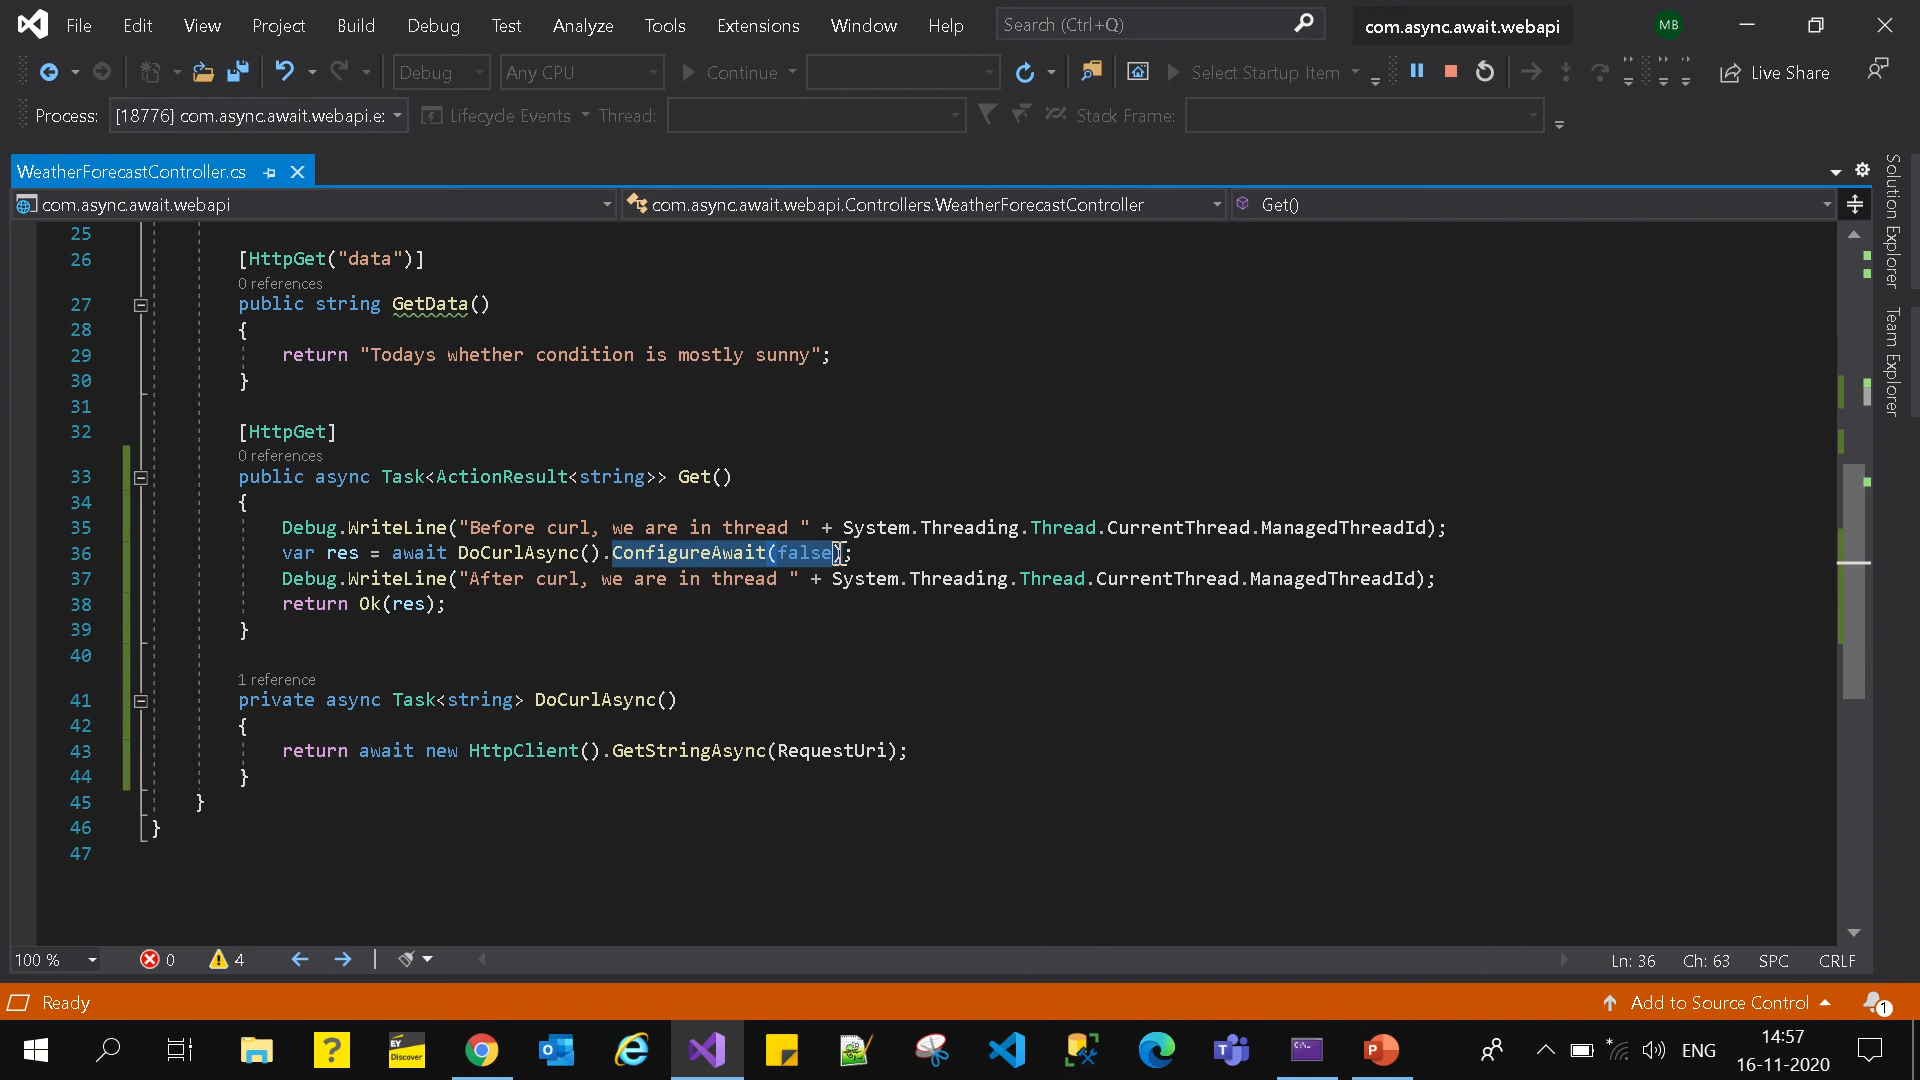 File Edit View Project Build Debug Test Analyze Tools Extensions Window Help Search (Ctrl+Q) com.async.await.webapi MB
Debug Any CPU Continue Select Startup Item Live Share
Process: [18776] com.async.await.webapi.e: Lifecycle Events Thread: Stack Frame:
WeatherForecastController.cs
com.async.await.webapi com.async.await.webapi.Controllers.WeatherForecastController Get()
Solution Explorer
Team Explorer
25
26 [HttpGet("data")]
0 references
27 public string GetData()
28 {
29 return "Todays whether condition is mostly sunny";
30 }
31
32 [HttpGet]
0 references
33 public async Task<ActionResult<string>> Get()
34 {
35 Debug.WriteLine("Before curl, we are in thread " + System.Threading.Thread.CurrentThread.ManagedThreadId);
36 var res = await DoCurlAsync().ConfigureAwait(false);
37 Debug.WriteLine("After curl, we are in thread " + System.Threading.Thread.CurrentThread.ManagedThreadId);
38 return Ok(res);
39 }
40
1 reference
41 private async Task<string> DoCurlAsync()
42 {
43 return await new HttpClient().GetStringAsync(RequestUri);
44 }
45 }
46 }
47
100 % 0 4 Ln: 36 Ch: 63 SPC CRLF
Ready Add to Source Control 1
EY Discover ENG 14:57
16-11-2020